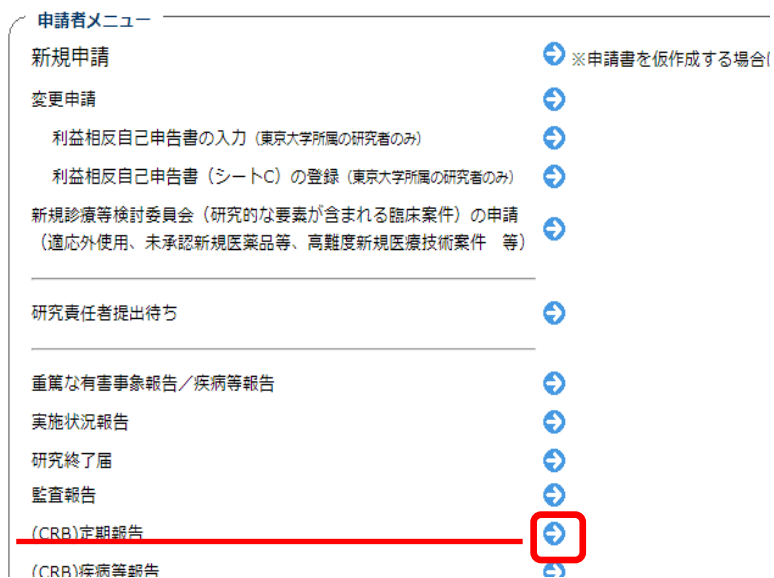 申請者メニュー
新規申請
※申請書を仮作成する場合は
変更申請
利益相反自己申告書の入力（東京大学所属の研究者のみ）
利益相反自己申告書（シートC）の登録（東京大学所属の研究者のみ）
新規診療等検討委員会（研究的な要素が含まれる臨床案件）の申請
（適応外使用、未承認新規医薬品等、高難度新規医療技術案件　等）
研究責任者提出待ち
重篤な有害事象報告／疾病等報告
実施状況報告
研究終了届
監査報告
(CRB)定期報告
(CRB)疾病等報告